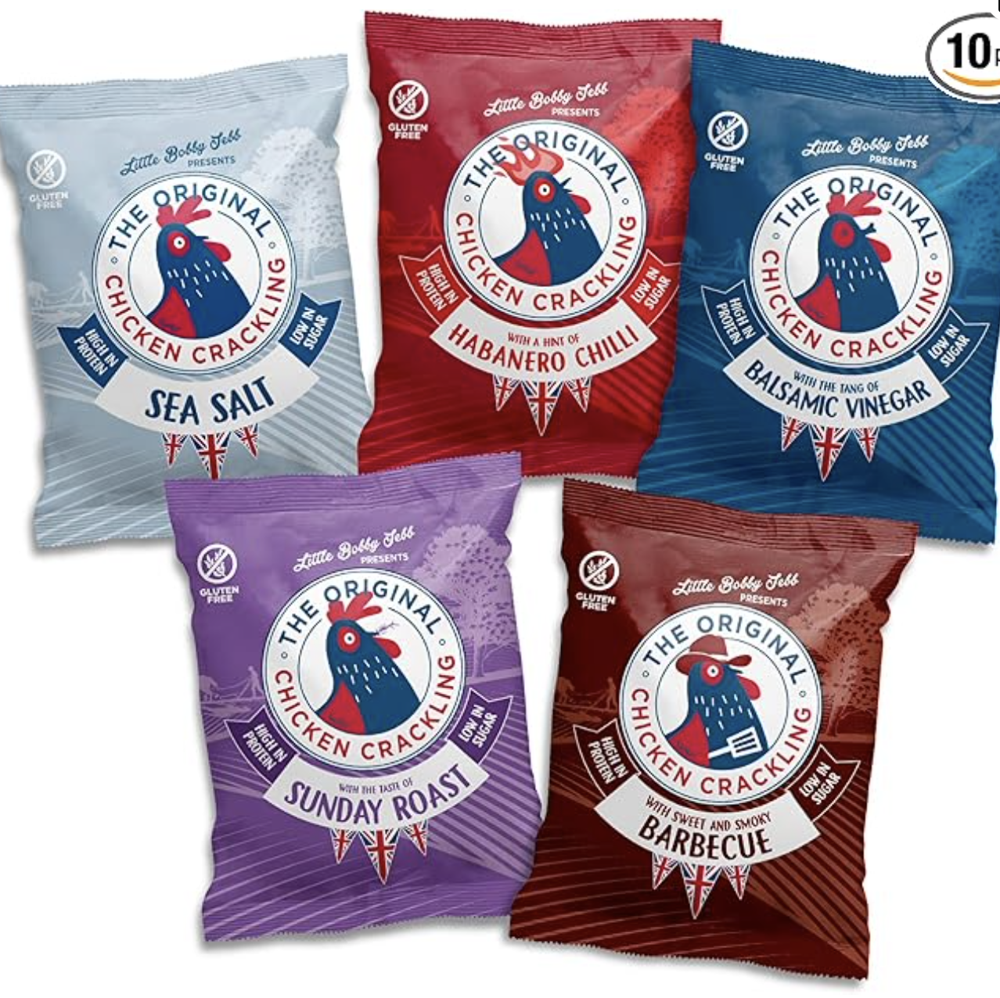 10
GLUTEN
FREE
Little Bobby Jebb
PRESENTS
THE ORIGINAL
CHICKEN CRACKLING
HIGH IN
PROTEIN
LOW IN
SUGAR
SEA SALT
GLUTEN
FREE
Little Bobby Jebb
PRESENTS
THE ORIGINAL
CHICKEN CRACKLING
HIGH IN
PROTEIN
LOW IN
SUGAR
WITH A HINT OF
HABANERO CHILLI
GLUTEN
FREE
Little Bobby Jebb
PRESENTS
THE ORIGINAL
CHICKEN CRACKLING
HIGH IN
PROTEIN
LOW IN
SUGAR
WITH THE TANG OF
BALSAMIC VINEGAR
GLUTEN
FREE
Little Bobby Jebb
PRESENTS
THE ORIGINAL
CHICKEN CRACKLING
HIGH IN
PROTEIN
LOW IN
SUGAR
WITH THE TASTE OF
SUNDAY ROAST
GLUTEN
FREE
Little Bobby Jebb
PRESENTS
THE ORIGINAL
CHICKEN CRACKLING
HIGH IN
PROTEIN
LOW IN
SUGAR
WITH SWEET AND SMOKY
BARBECUE